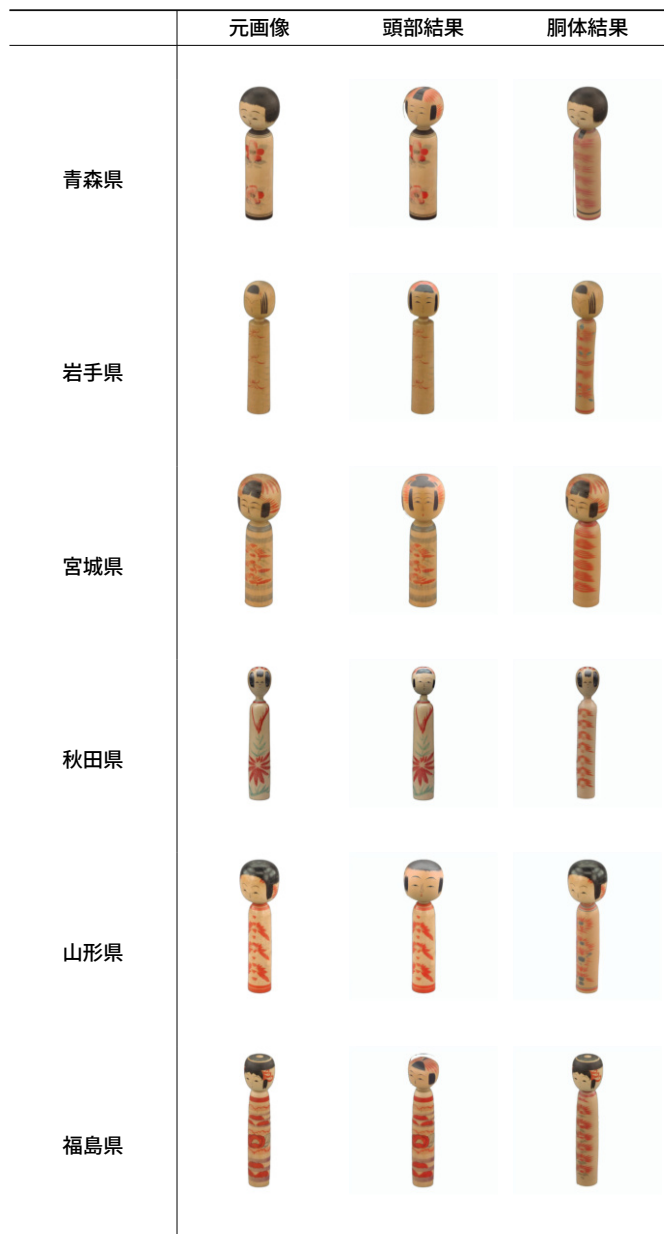 元画像 頭部結果 胴体結果
青森県
岩手県
宮城県
秋田県
山形県
福島県